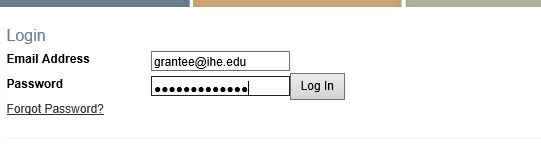 Login
Email Address grantee@ihe.edu
Password ●●●●●●●●●●●●● Log In
Forgot Password?